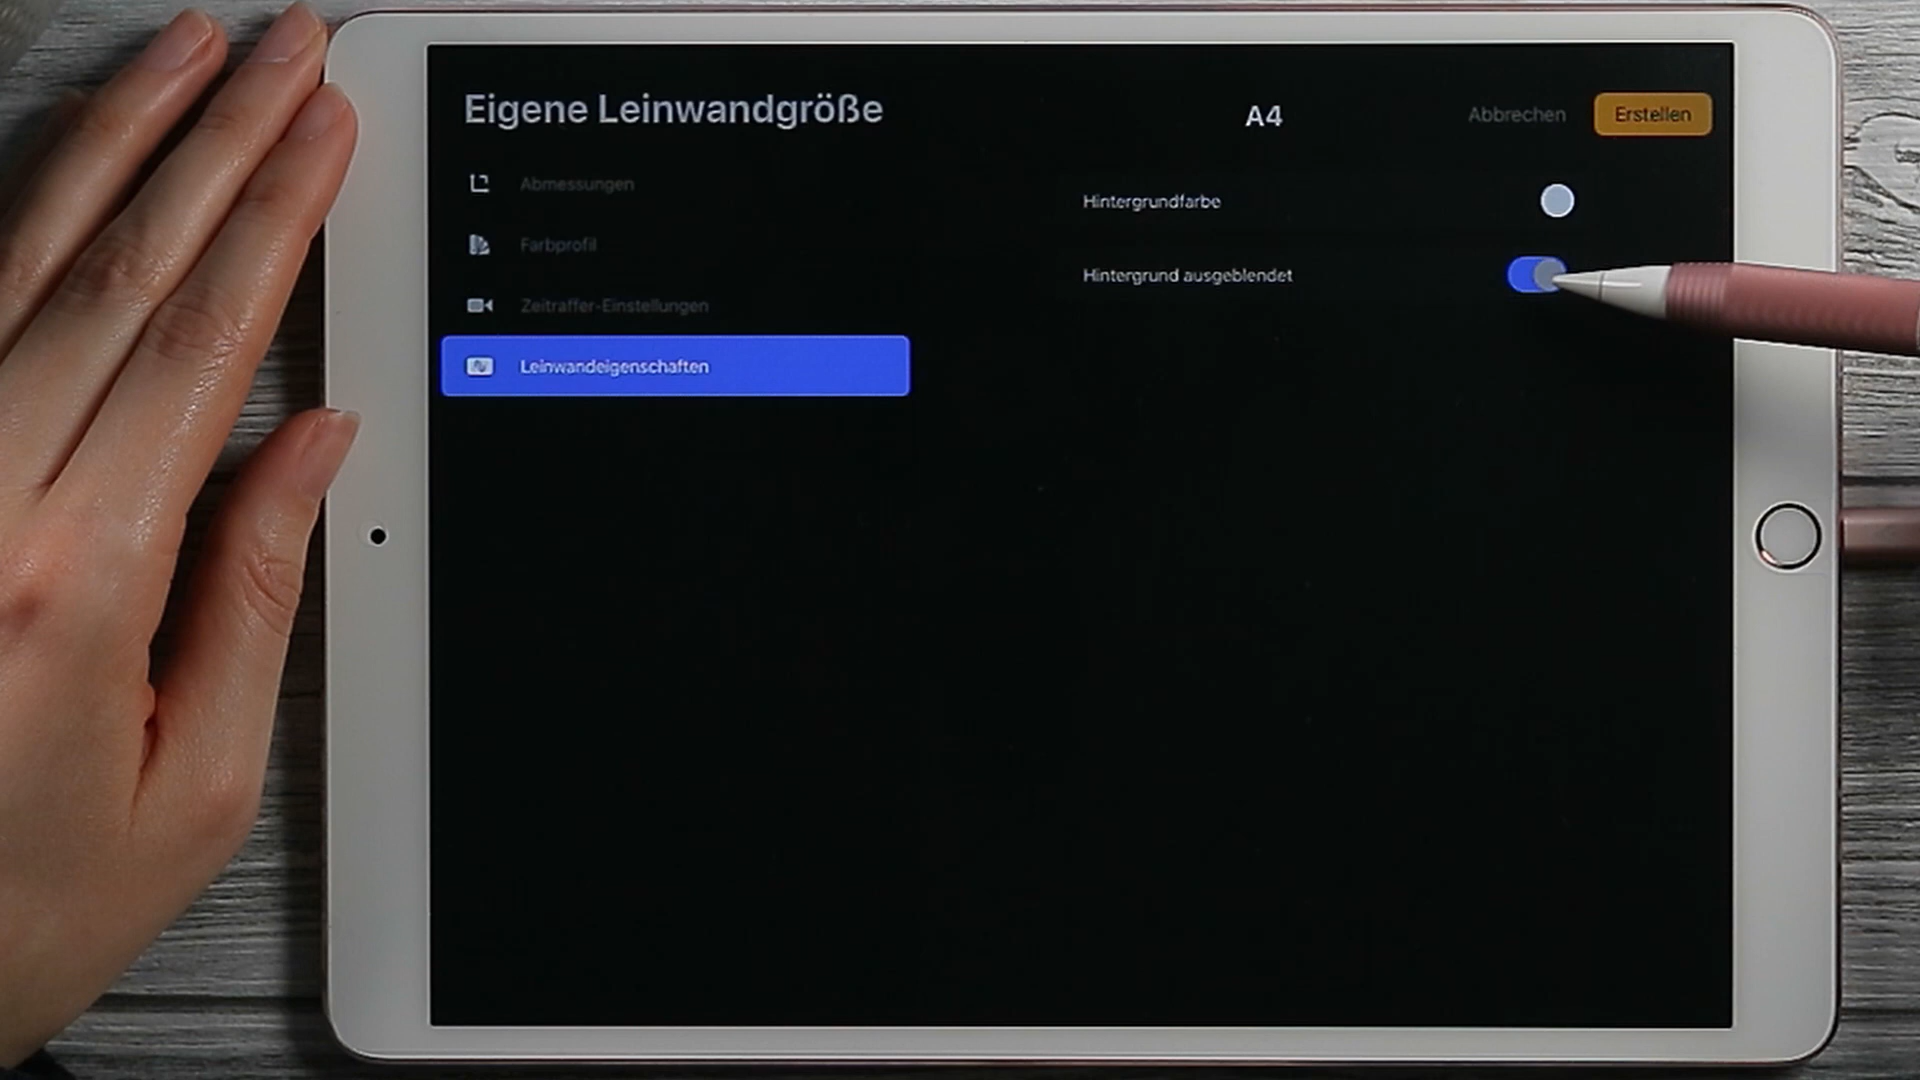 Eigene Leinwandgröße
A4
Abbrechen
Erstellen
Abmessungen
Farbprofil
Zeitraffer-Einstellungen
Leinwandeigenschaften
Hintergrundfarbe
Hintergrund ausgeblendet